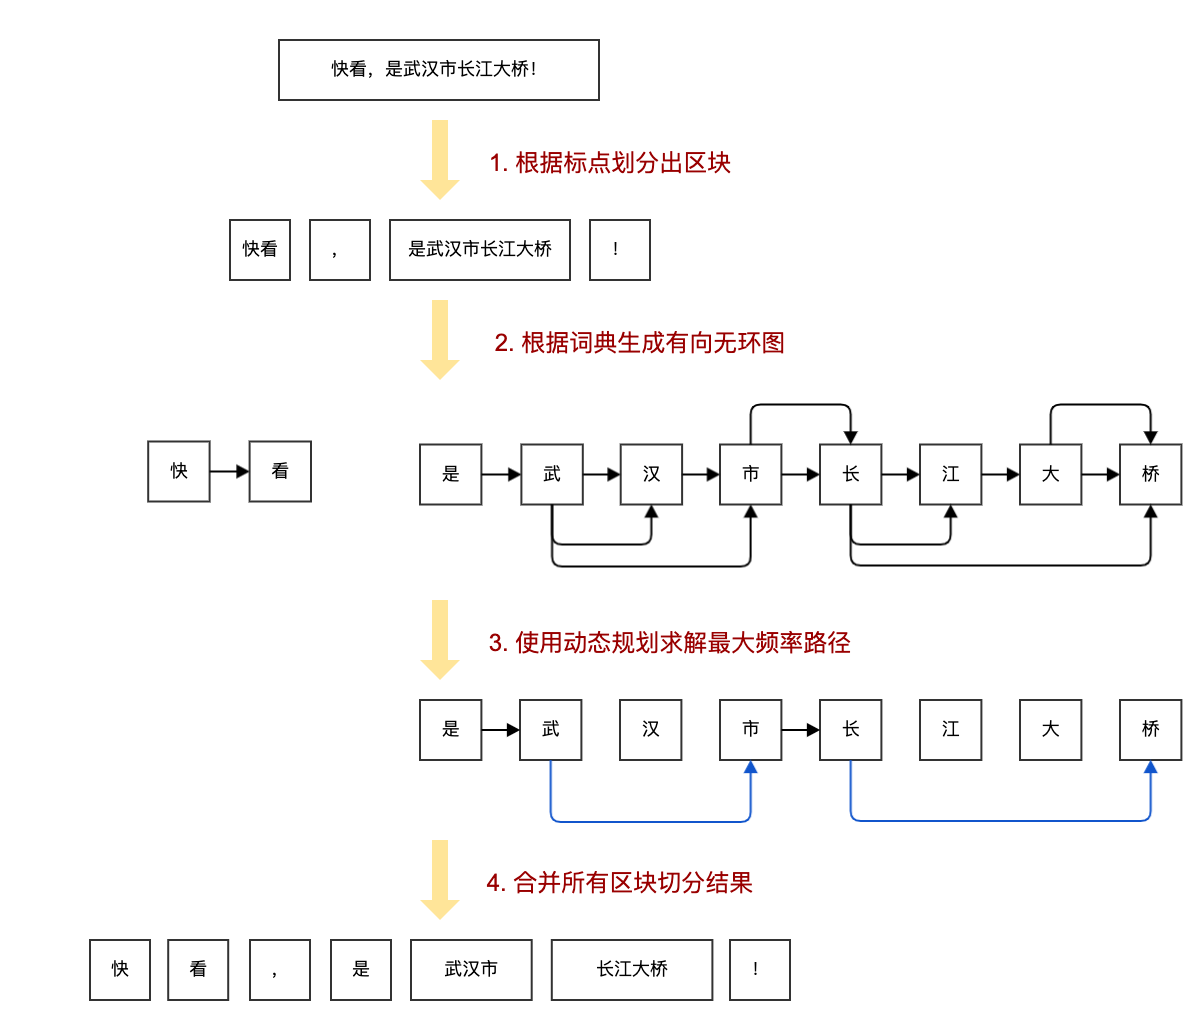 快看，是武汉市长江大桥！
1. 根据标点划分出区块
快看 ， 是武汉市长江大桥 ！
2. 根据词典生成有向无环图
快 看 是 武 汉 市 长 江 大 桥
3. 使用动态规划求解最大频率路径
是 武 汉 市 长 江 大 桥
4. 合并所有区块切分结果
快 看 ， 是 武汉市 长江大桥 ！